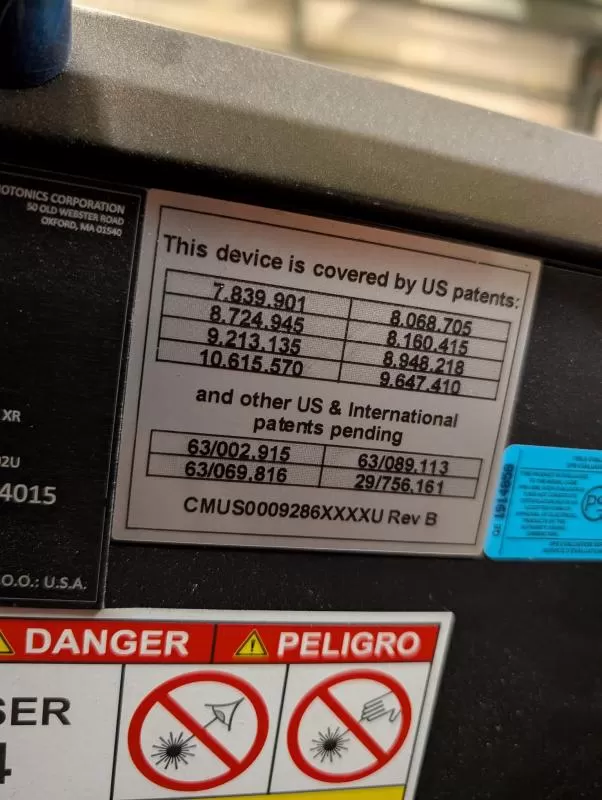 OTONICS CORPORATION
50 OLD WEBSTER ROAD
OXFORD, MA 01540
XR
2U
4015
O.O.: U.S.A.
This device is covered by US patents:
7.839.901 8.068.705
8.724.945 8.160.415
9.213.135 8.948.218
10.615.570 9.647.410
and other US & International
patents pending
63/002.915 63/089.113
63/069.816 29/756.161
CMUS0009286XXXXU Rev B
DANGER PELIGRO
SER
4